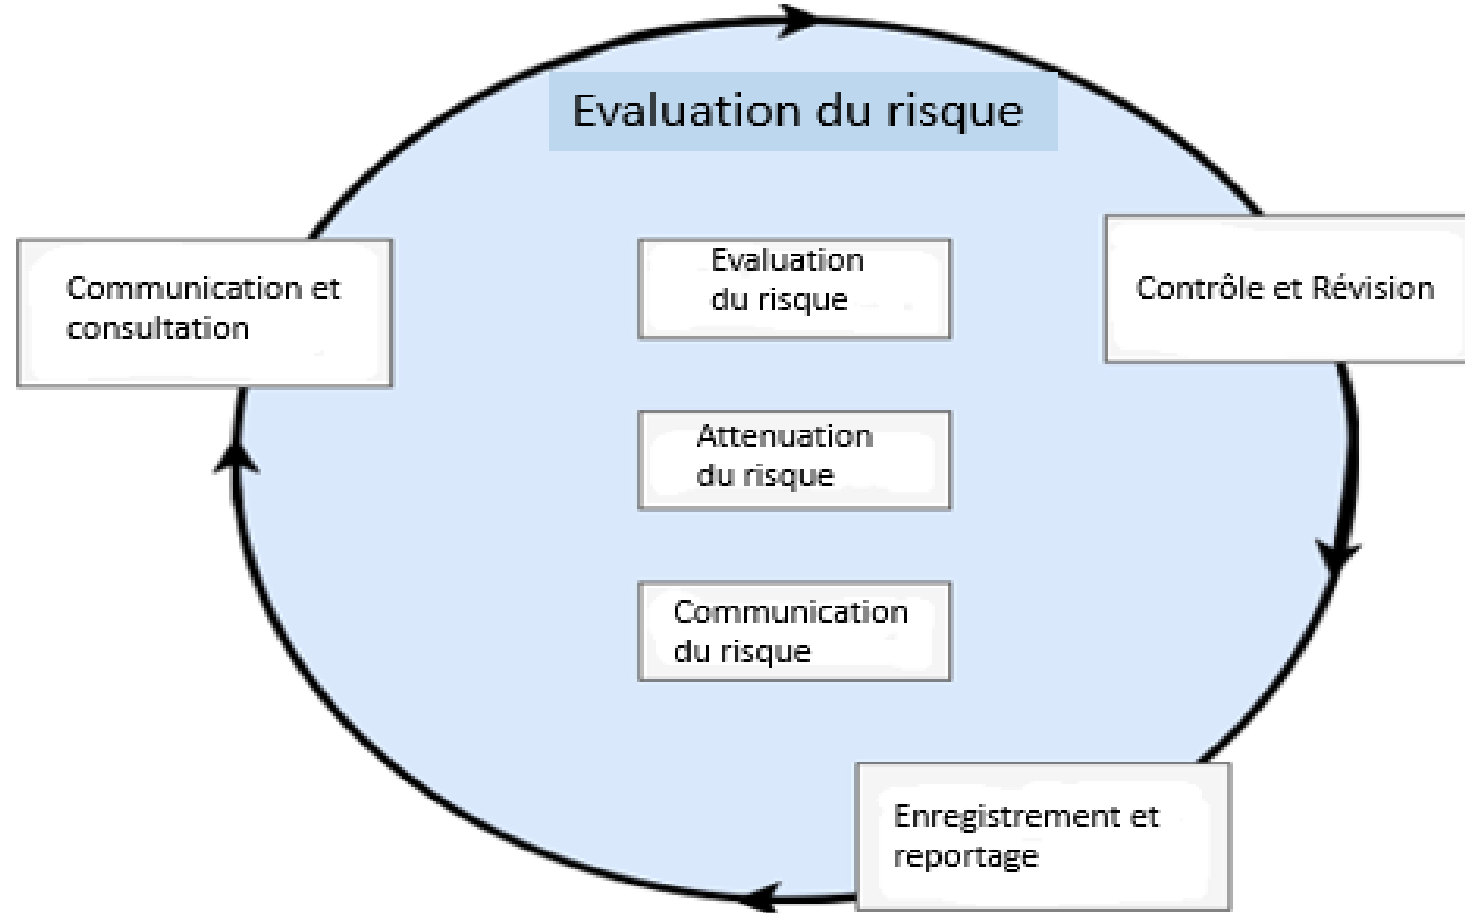 Evaluation du risque
Communication et
consultation
Evaluation
du risque
Contrôle et Révision
Attenuation
du risque
Communication
du risque
Enregistrement et
reportage